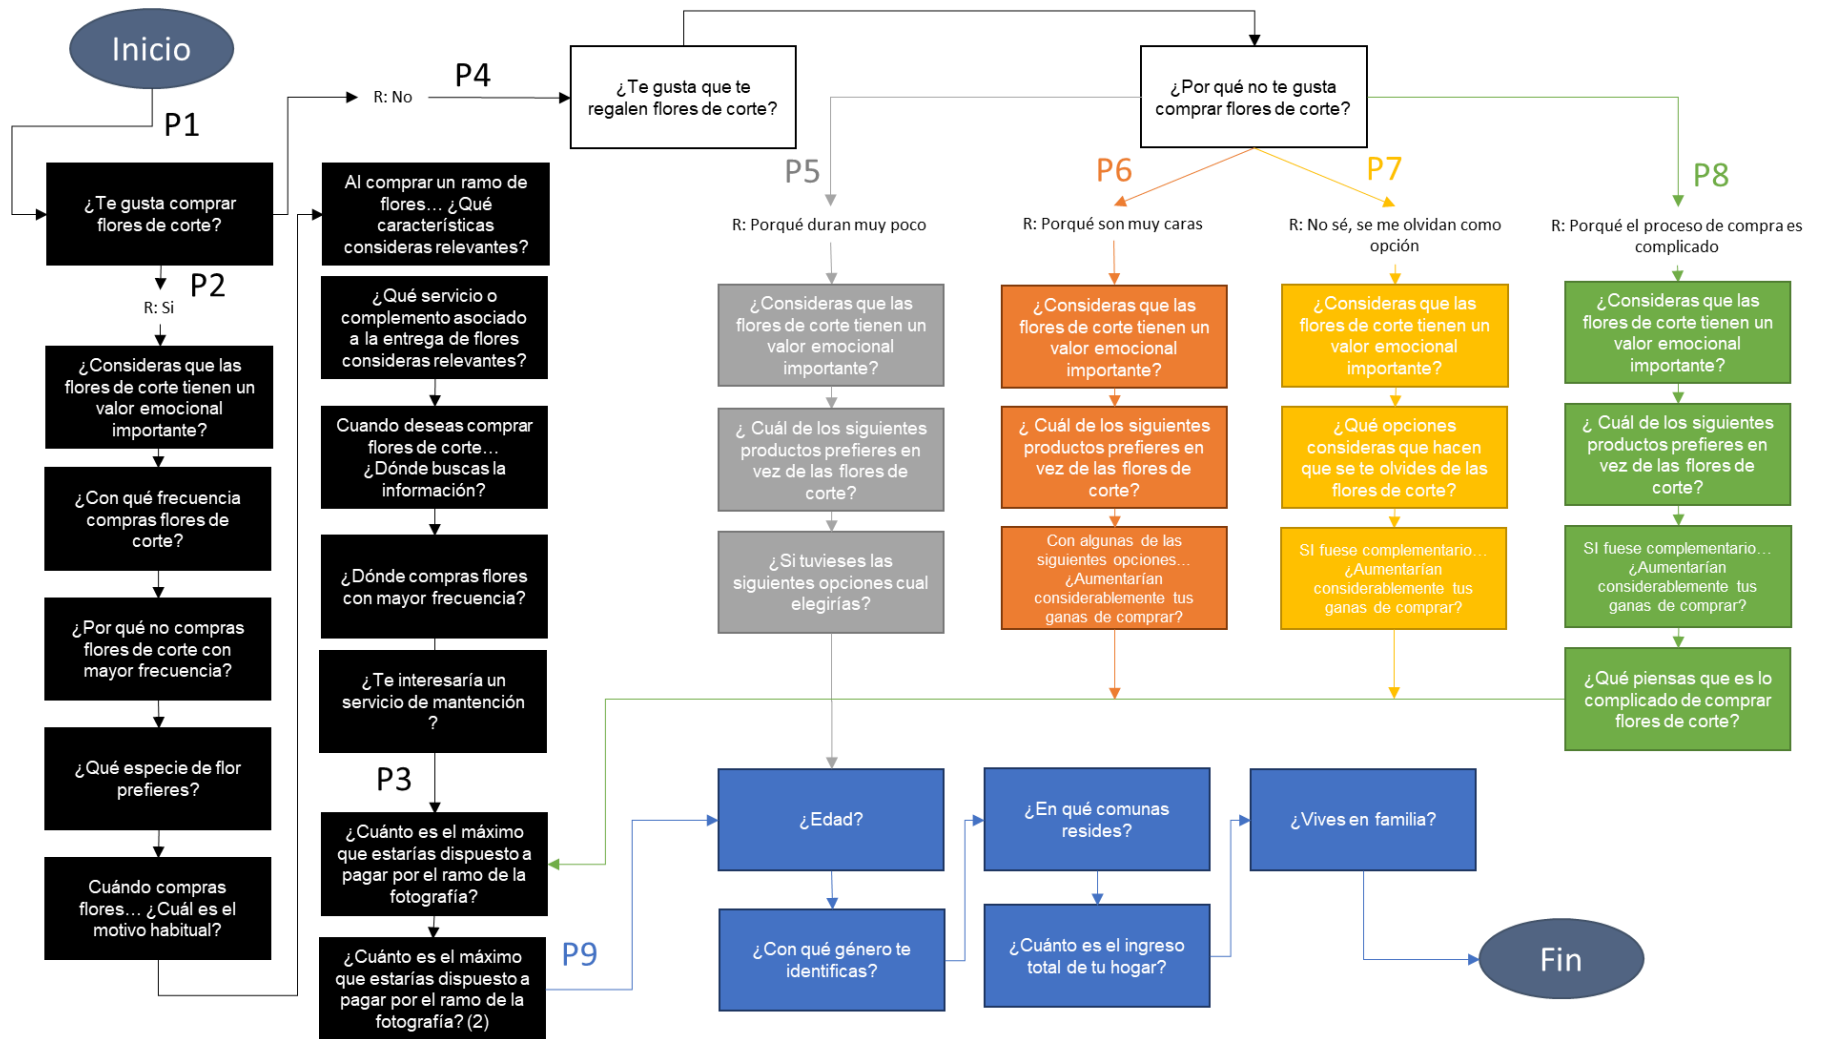 Inicio
P1
¿Te gusta comprar
flores de corte?
P2
R: Si
¿Consideras que las
flores de corte tienen un
valor emocional
importante?
¿Con qué frecuencia
compras flores de
corte?
¿Por qué no compras
flores de corte con
mayor frecuencia?
¿Qué especie de flor
prefieres?
Cuándo compras
flores… ¿Cuál es el
motivo habitual?
Al comprar un ramo de
flores… ¿Qué
características
consideras relevantes?
¿Qué servicio o
complemento asociado
a la entrega de flores
consideras relevantes?
Cuando deseas comprar
flores de corte…
¿Dónde buscas la
información?
¿Dónde compras flores
con mayor frecuencia?
¿Te interesaría un
servicio de mantención
?
P3
¿Cuánto es el máximo
que estarías dispuesto a
pagar por el ramo de la
fotografía?
¿Cuánto es el máximo
que estarías dispuesto a
pagar por el ramo de la
fotografía? (2)
R: No
P4
¿Te gusta que te
regalen flores de corte?
¿Por qué no te gusta
comprar flores de corte?
P5
R: Porqué duran muy poco
¿Consideras que las
flores de corte tienen un
valor emocional
importante?
¿ Cuál de los siguientes
productos prefieres en
vez de las flores de
corte?
¿Si tuvieses las
siguientes opciones cual
elegirías?
P6
R: Porqué son muy caras
¿Consideras que las
flores de corte tienen un
valor emocional
importante?
¿ Cuál de los siguientes
productos prefieres en
vez de las flores de
corte?
Con algunas de las
siguientes opciones…
¿Aumentarían
considerablemente tus
ganas de comprar?
P7
R: No sé, se me olvidan como
opción
¿Consideras que las
flores de corte tienen un
valor emocional
importante?
¿Qué opciones
consideras que hacen
que se te olvides de las
flores de corte?
SI fuese complementario…
¿Aumentarían
considerablemente tus
ganas de comprar?
P8
R: Porqué el proceso de compra es
complicado
¿Consideras que las
flores de corte tienen un
valor emocional
importante?
¿ Cuál de los siguientes
productos prefieres en
vez de las flores de
corte?
SI fuese complementario…
¿Aumentarían
considerablemente tus
ganas de comprar?
¿Qué piensas que es lo
complicado de comprar
flores de corte?
P9
¿Edad?
¿Con qué género te
identificas?
¿En qué comunas
resides?
¿Cuánto es el ingreso
total de tu hogar?
¿Vives en familia?
Fin